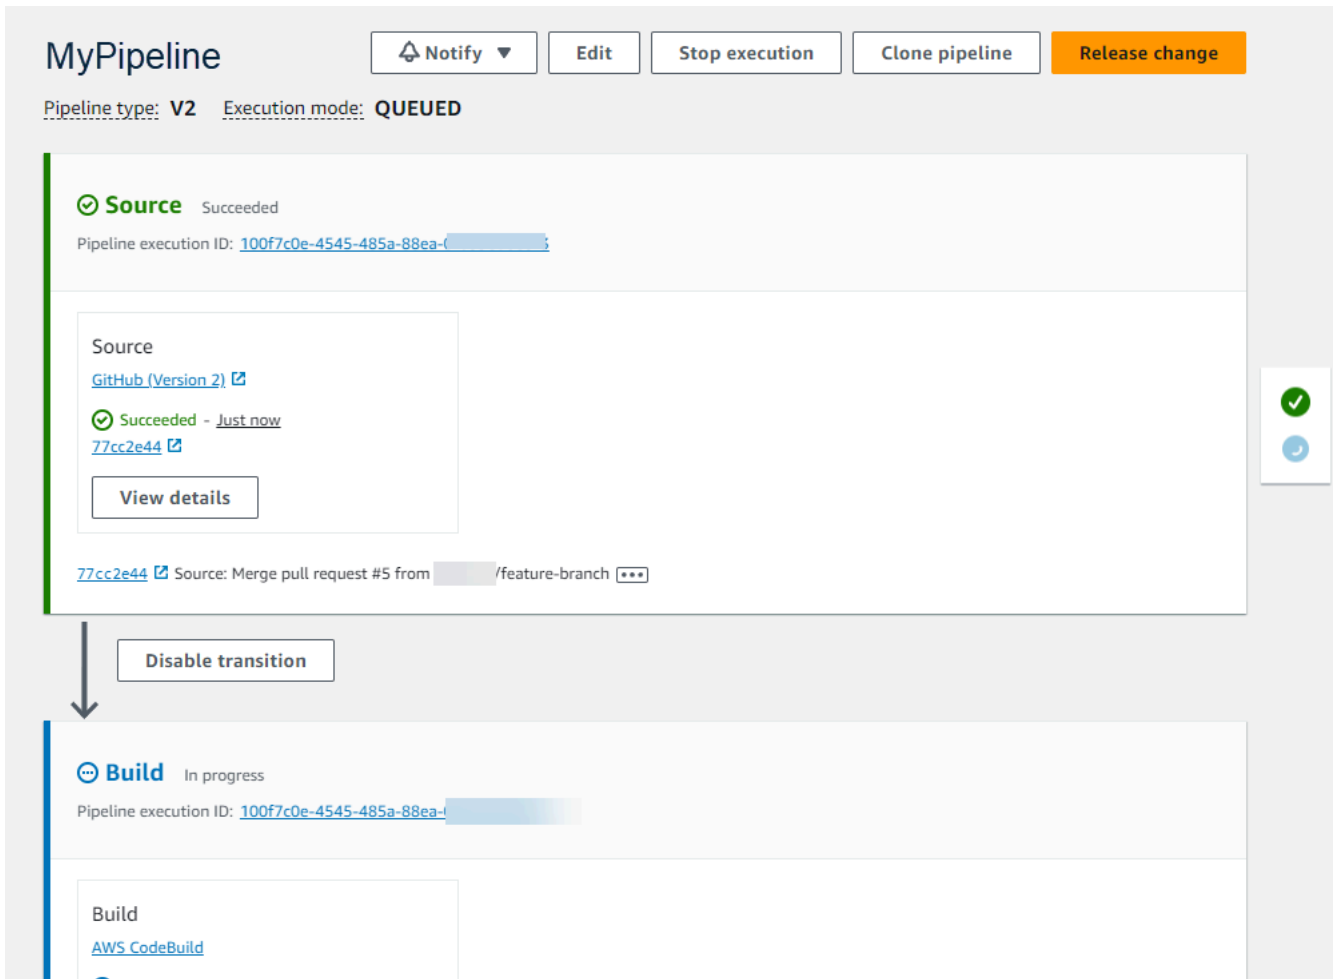 MyPipeline
Notify ▼ Edit Stop execution Clone pipeline Release change
Pipeline type: V2 Execution mode: QUEUED
Source Succeeded
Pipeline execution ID: 100f7c0e-4545-485a-88ea-
Source
GitHub (Version 2)
Succeeded - Just now
77cc2e44
View details
77cc2e44 Source: Merge pull request #5 from /feature-branch
Disable transition
Build In progress
Pipeline execution ID: 100f7c0e-4545-485a-88ea-
Build
AWS CodeBuild